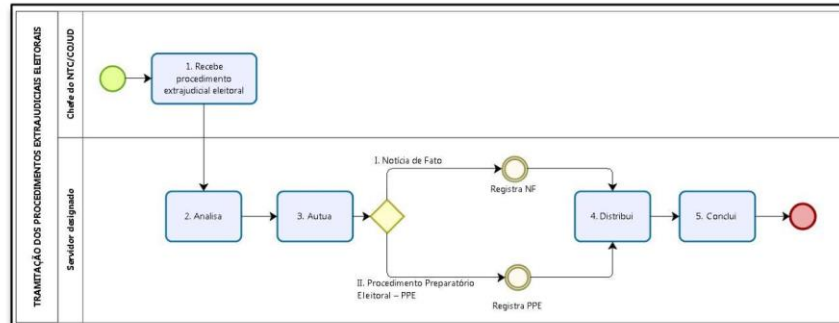 TRAMITAÇÃO DOS PROCEDIMENTOS EXTRAJUDICIAIS ELEITORAIS
Chefe do NTC/COJUD
1. Recebe
procedimento
extrajudicial eleitoral
Servidor designado
2. Analisa
3. Autua
I. Notícia de Fato
Registra NF
II. Procedimento Preparatório
Eleitoral – PPE
Registra PPE
4. Distribui
5. Conclui